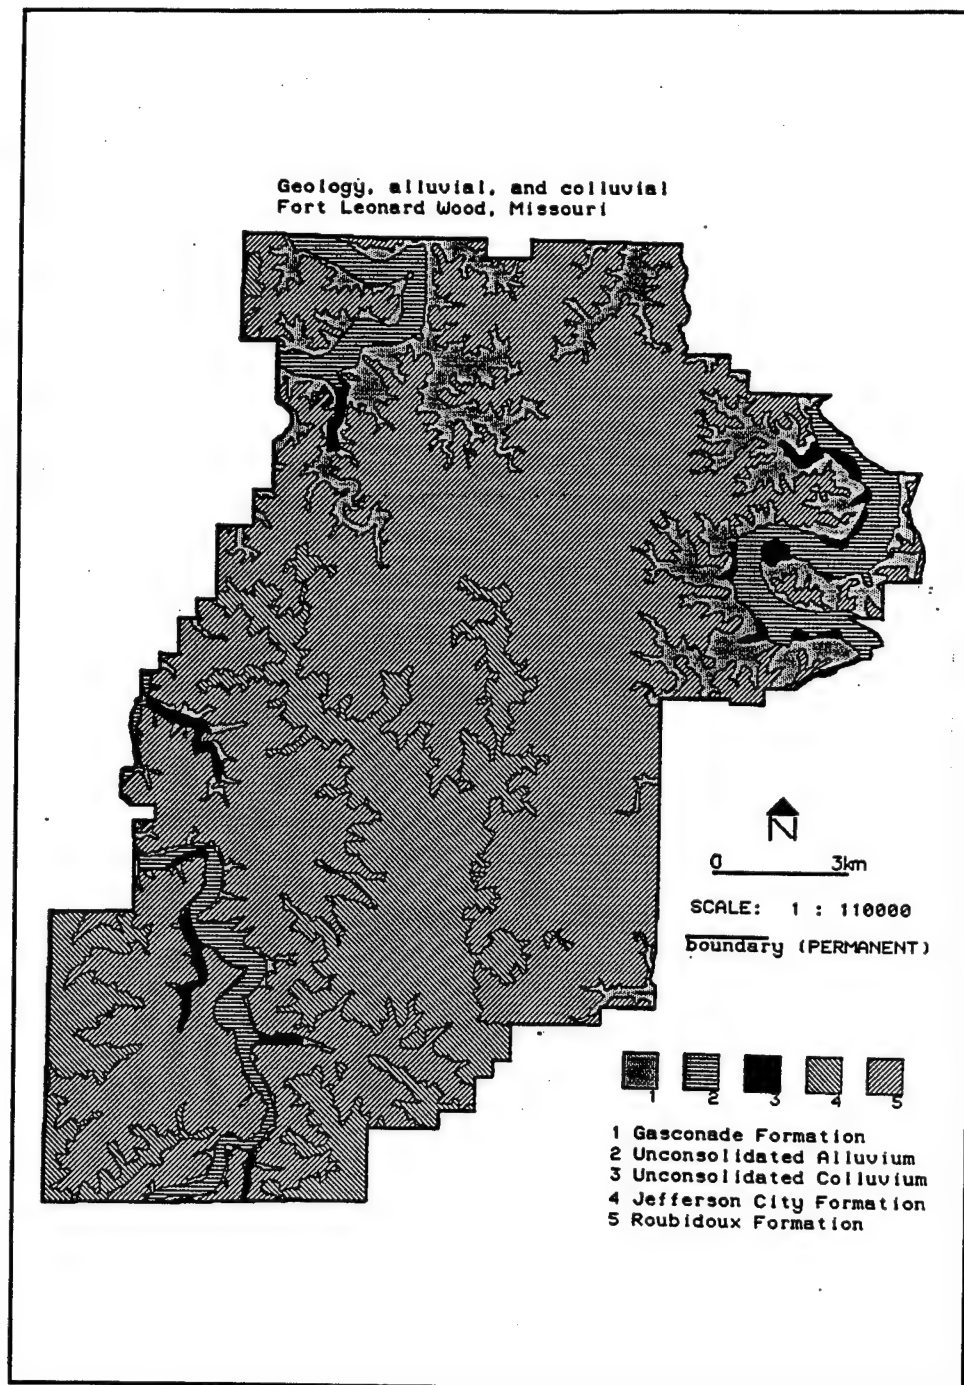 Geology, alluvial, and colluvial
Fort Leonard Wood, Missouri
N
0 3km
SCALE: 1 : 110000
boundary (PERMANENT)
1 2 3 4 5
1 Gasconade Formation
2 Unconsolidated Alluvium
3 Unconsolidated Colluvium
4 Jefferson City Formation
5 Roubidoux Formation